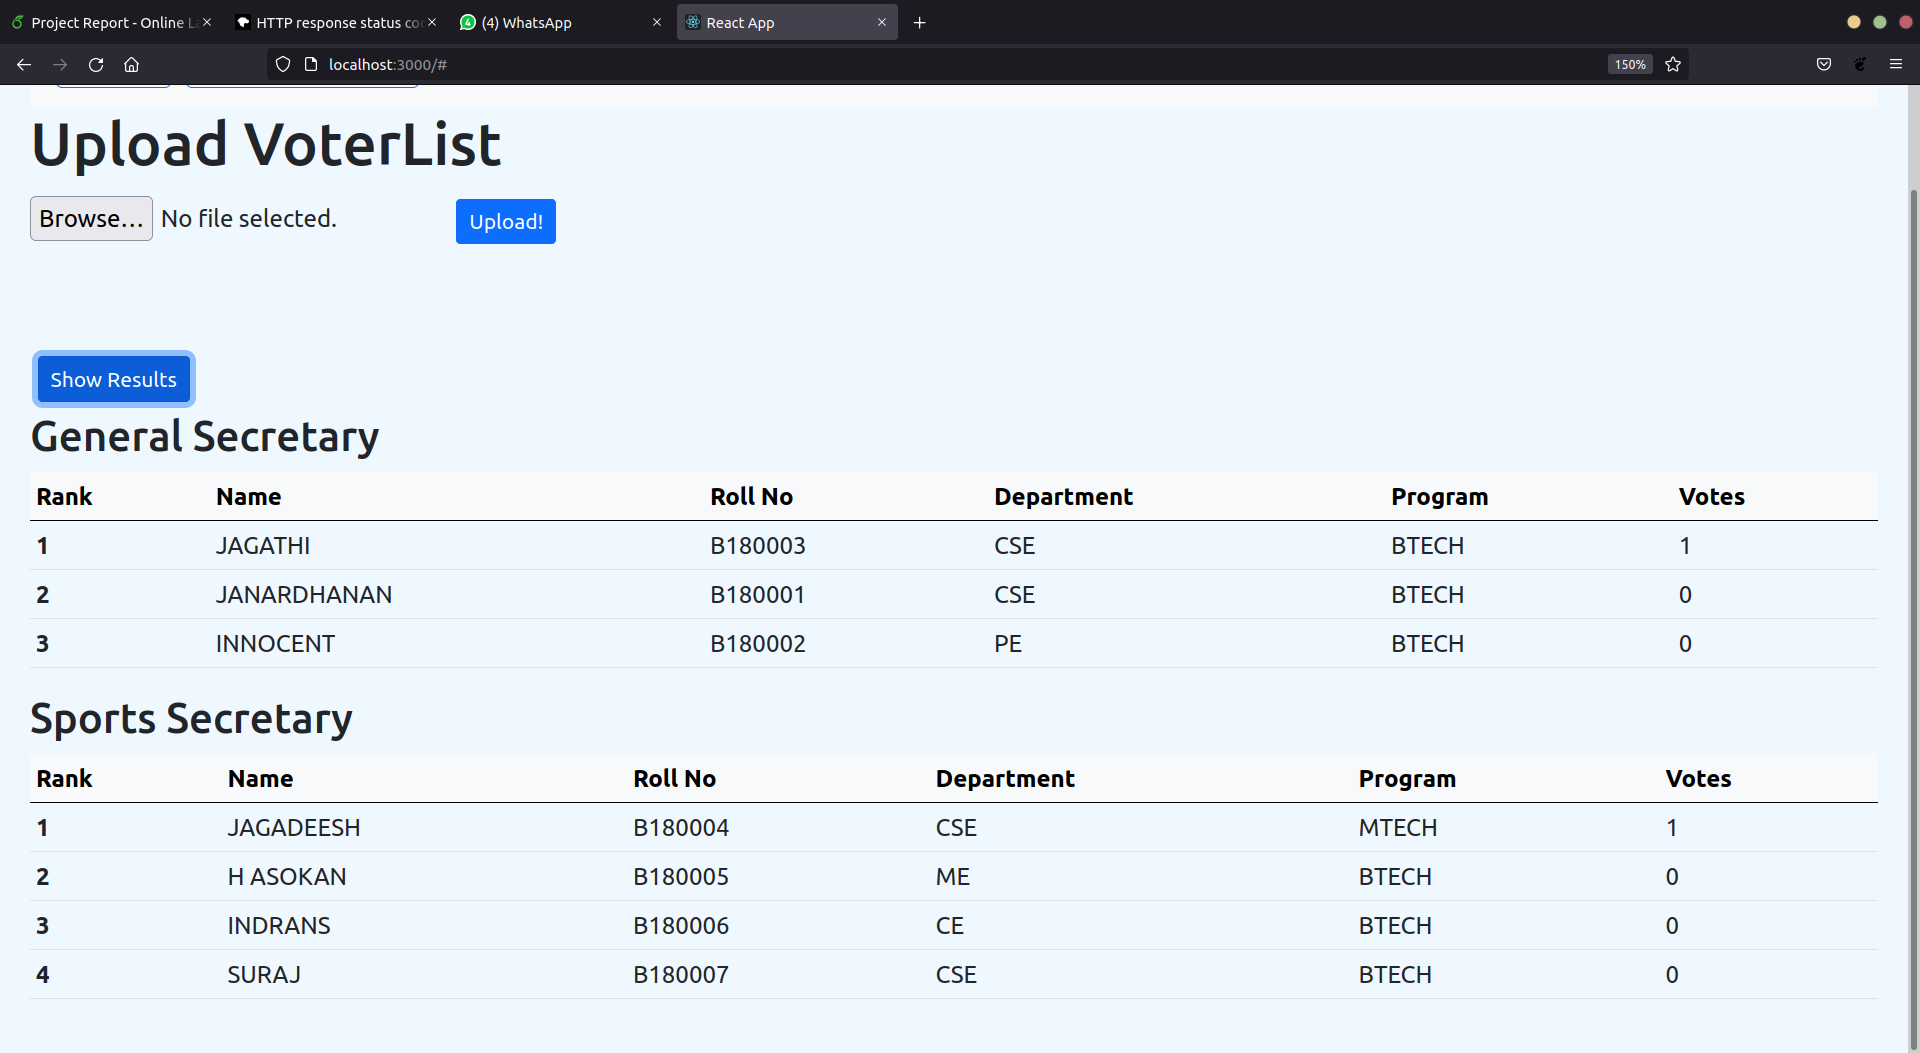 Project Report - Online La
HTTP response status co
4 (4) WhatsApp
React App
localhost:3000/#
150%
Upload VoterList
Browse... No file selected. Upload!
Show Results
General Secretary
Rank Name Roll No Department Program Votes
1 JAGATHI B180003 CSE BTECH 1
2 JANARDHANAN B180001 CSE BTECH 0
3 INNOCENT B180002 PE BTECH 0
Sports Secretary
Rank Name Roll No Department Program Votes
1 JAGADEESH B180004 CSE MTECH 1
2 H ASOKAN B180005 ME BTECH 0
3 INDRANS B180006 CE BTECH 0
4 SURAJ B180007 CSE BTECH 0